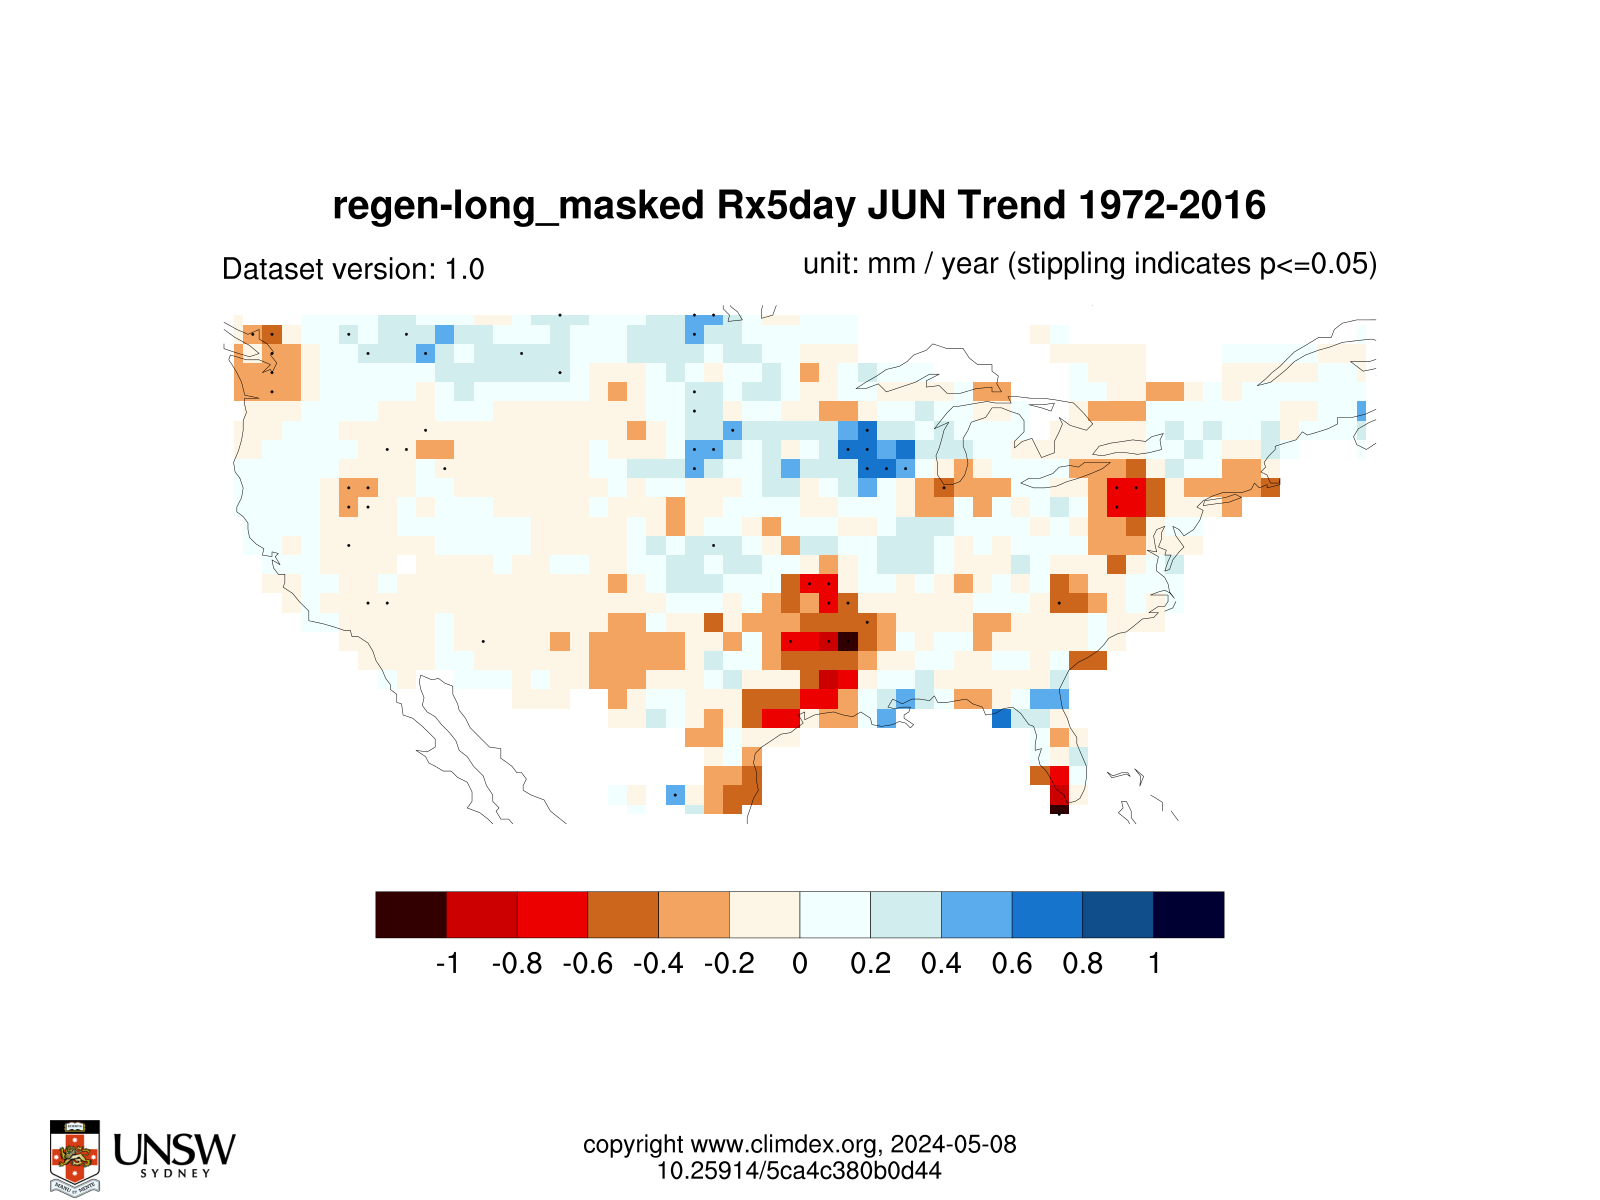 regen-long_masked Rx5day JUN Trend 1972-2016
Dataset version: 1.0
unit: mm / year (stippling indicates p<=0.05)
-1 -0.8 -0.6 -0.4 -0.2 0 0.2 0.4 0.6 0.8 1
UNSW
SYDNEY
copyright www.climdex.org, 2024-05-08
10.25914/5ca4c380b0d44